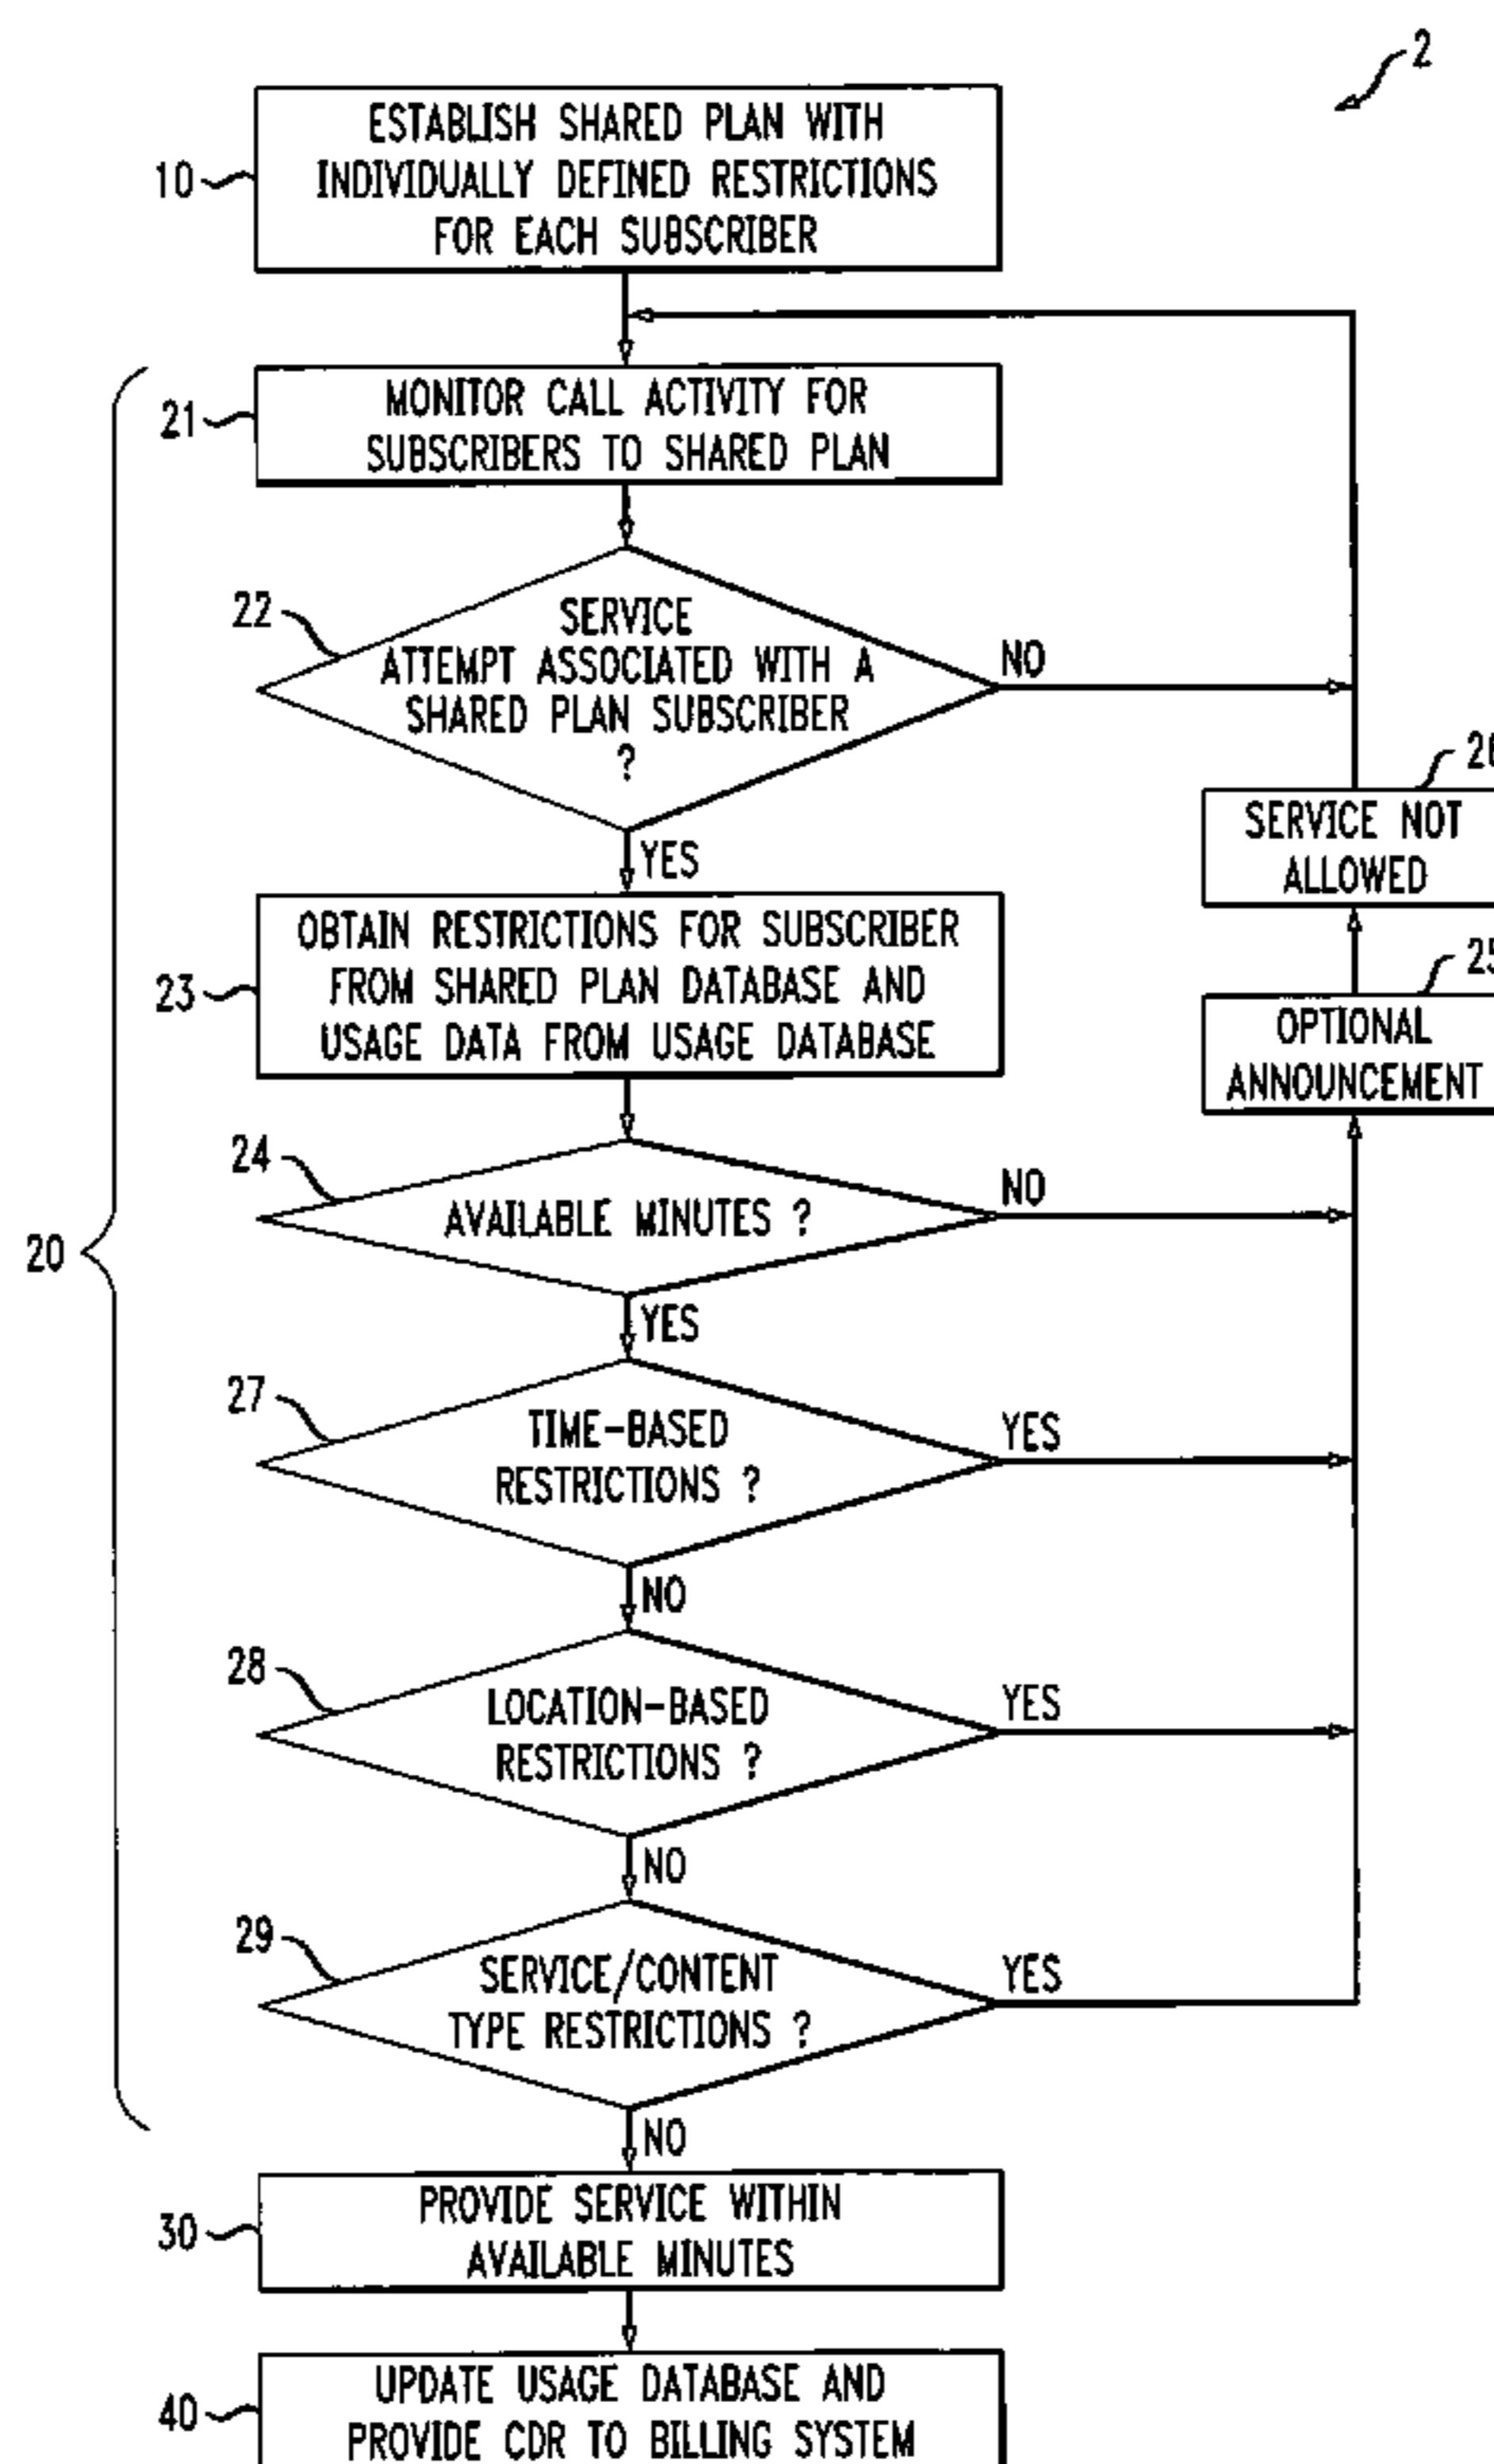 2
10
ESTABLISH SHARED PLAN WITH
INDIVIDUALLY DEFINED RESTRICTIONS
FOR EACH SUBSCRIBER
21
MONITOR CALL ACTIVITY FOR
SUBSCRIBERS TO SHARED PLAN
22
SERVICE
ATTEMPT ASSOCIATED WITH A
SHARED PLAN SUBSCRIBER
?
NO
YES
26
SERVICE NOT
ALLOWED
23
OBTAIN RESTRICTIONS FOR SUBSCRIBER
FROM SHARED PLAN DATABASE AND
USAGE DATA FROM USAGE DATABASE
25
OPTIONAL
ANNOUNCEMENT
24
AVAILABLE MINUTES ?
NO
YES
20
27
TIME-BASED
RESTRICTIONS ?
YES
NO
28
LOCATION-BASED
RESTRICTIONS ?
YES
NO
29
SERVICE/CONTENT
TYPE RESTRICTIONS ?
YES
NO
30
PROVIDE SERVICE WITHIN
AVAILABLE MINUTES
40
UPDATE USAGE DATABASE AND
PROVIDE CDR TO BILLING SYSTEM